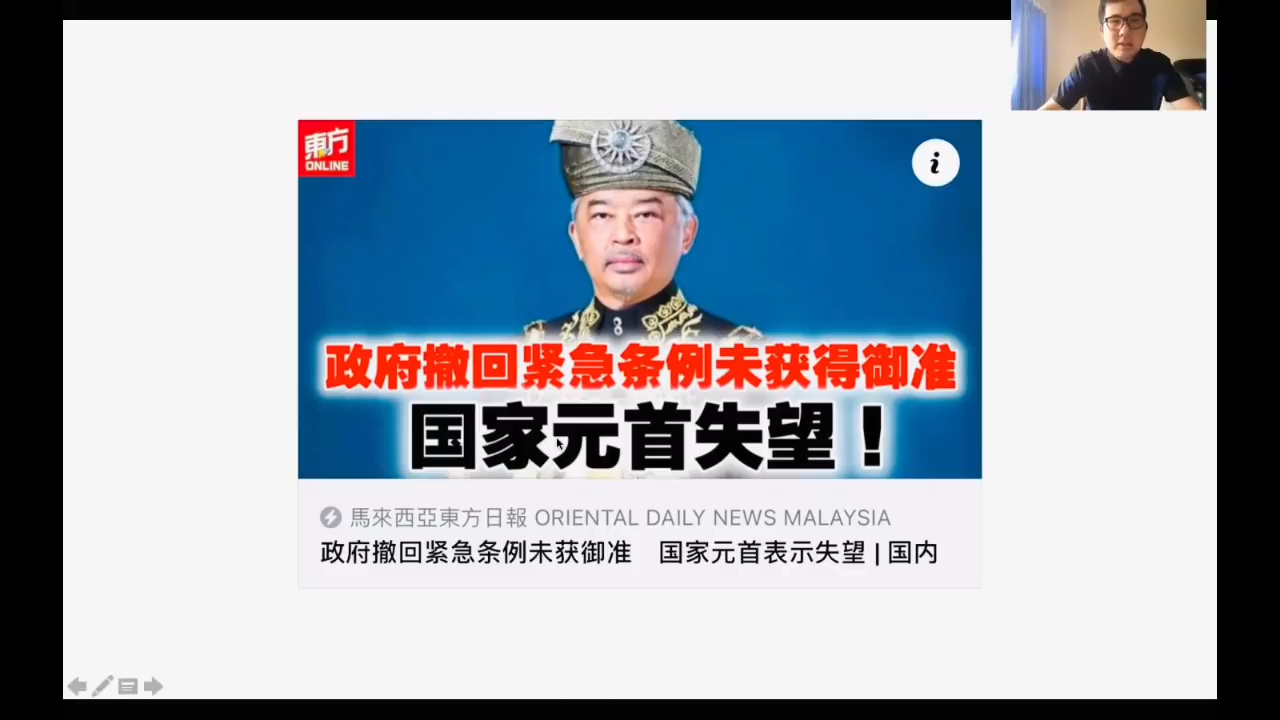 東方
ONLINE
政府撤回紧急条例未获得御准
国家元首失望！
馬來西亞東方日報 ORIENTAL DAILY NEWS MALAYSIA
政府撤回紧急条例未获御准 国家元首表示失望 | 国内